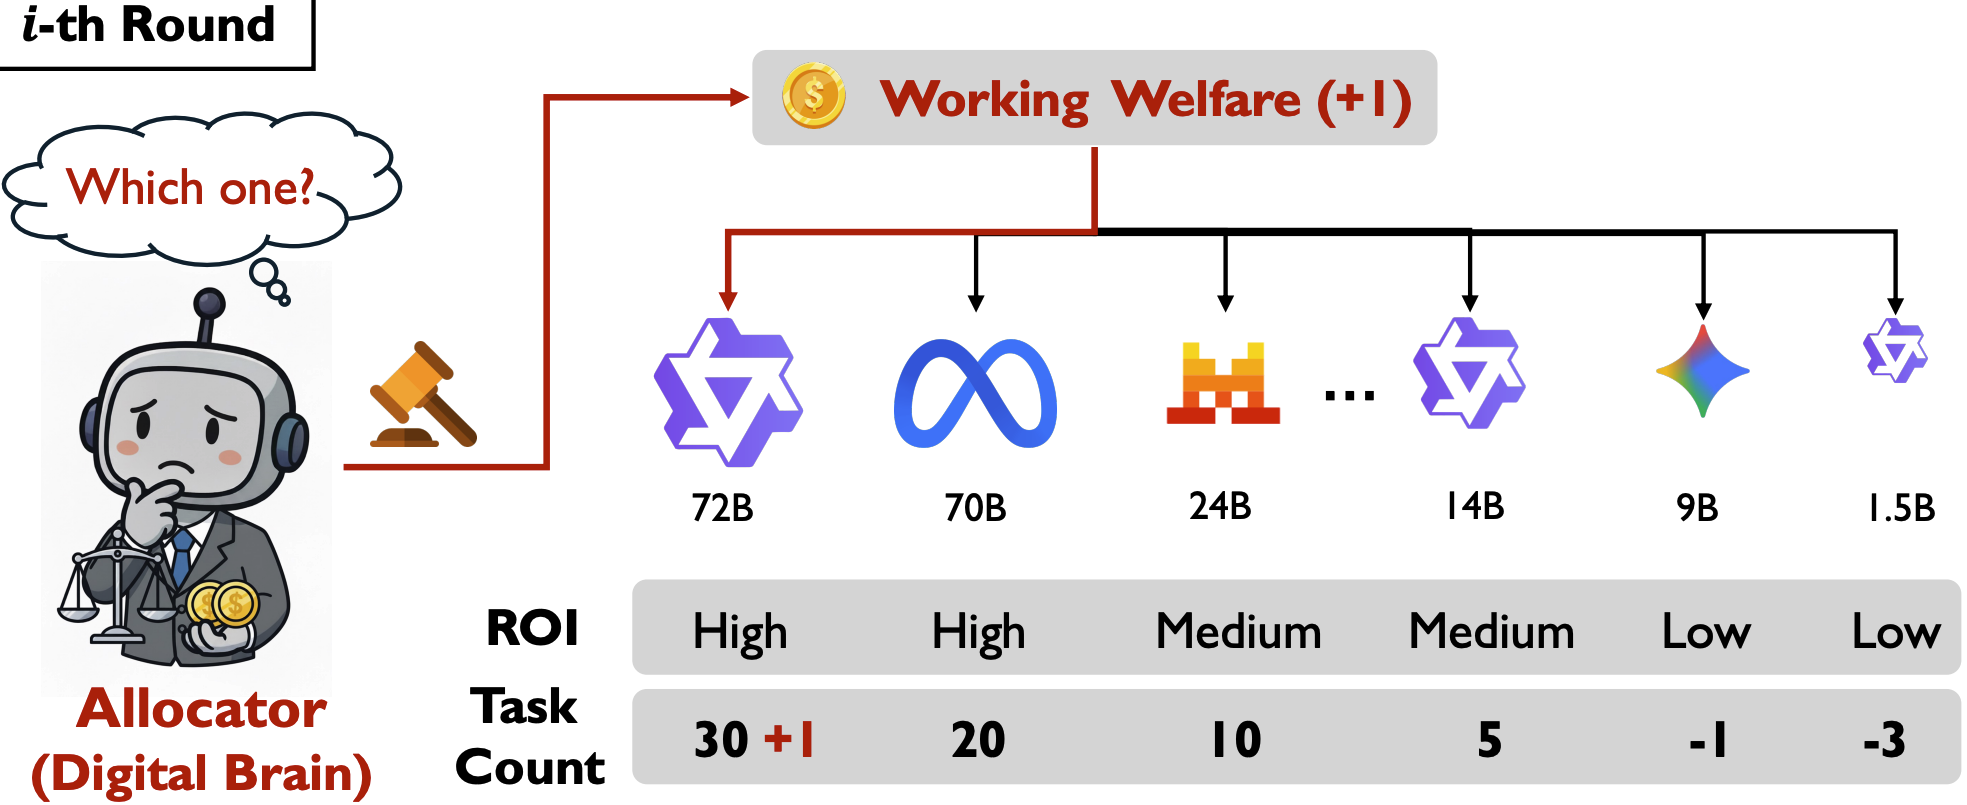 i-th Round
Working Welfare (+1)
Which one?
72B 70B 24B ... 14B 9B 1.5B
ROI High High Medium Medium Low Low
Task
Count
30 +1 20 10 5 -1 -3
Allocator
(Digital Brain)